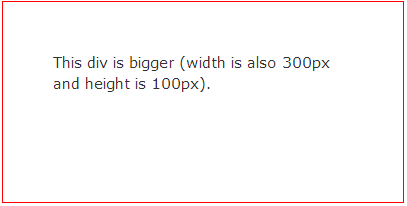 This div is bigger (width is also 300px
and height is 100px).